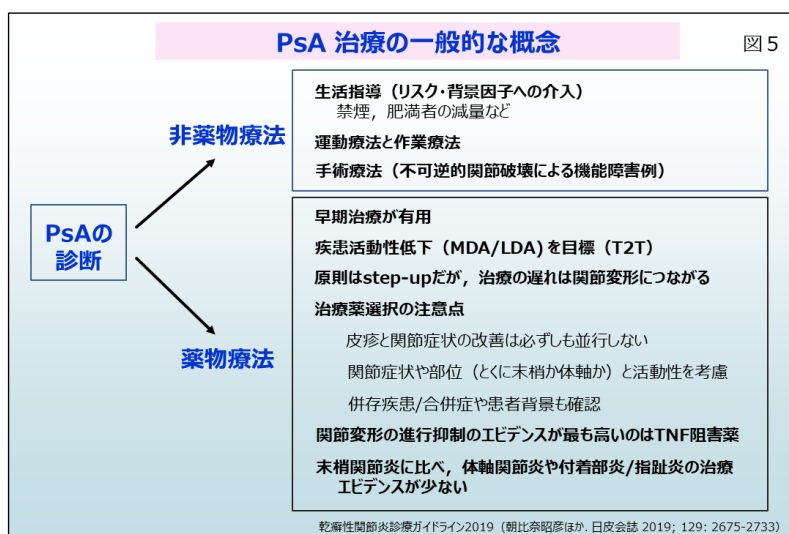 PsA 治療の一般的な概念
図5
PsAの
診断
非薬物療法
生活指導（リスク・背景因子への介入）
禁煙，肥満者の減量など
運動療法と作業療法
手術療法（不可逆的関節破壊による機能障害例）
薬物療法
早期治療が有用
疾患活動性低下（MDA/LDA）を目標（T2T）
原則はstep-upだが，治療の遅れは関節変形につながる
治療薬選択の注意点
皮疹と関節症状の改善は必ずしも並行しない
関節症状や部位（とくに末梢か体軸か）と活動性を考慮
併存疾患/合併症や患者背景も確認
関節変形の進行抑制のエビデンスが最も高いのはTNF阻害薬
末梢関節炎に比べ，体軸関節炎や付着部炎/指趾炎の治療
エビデンスが少ない
乾癬性関節炎診療ガイドライン2019（朝比奈昭彦ほか. 日皮会誌 2019; 129: 2675-2733）